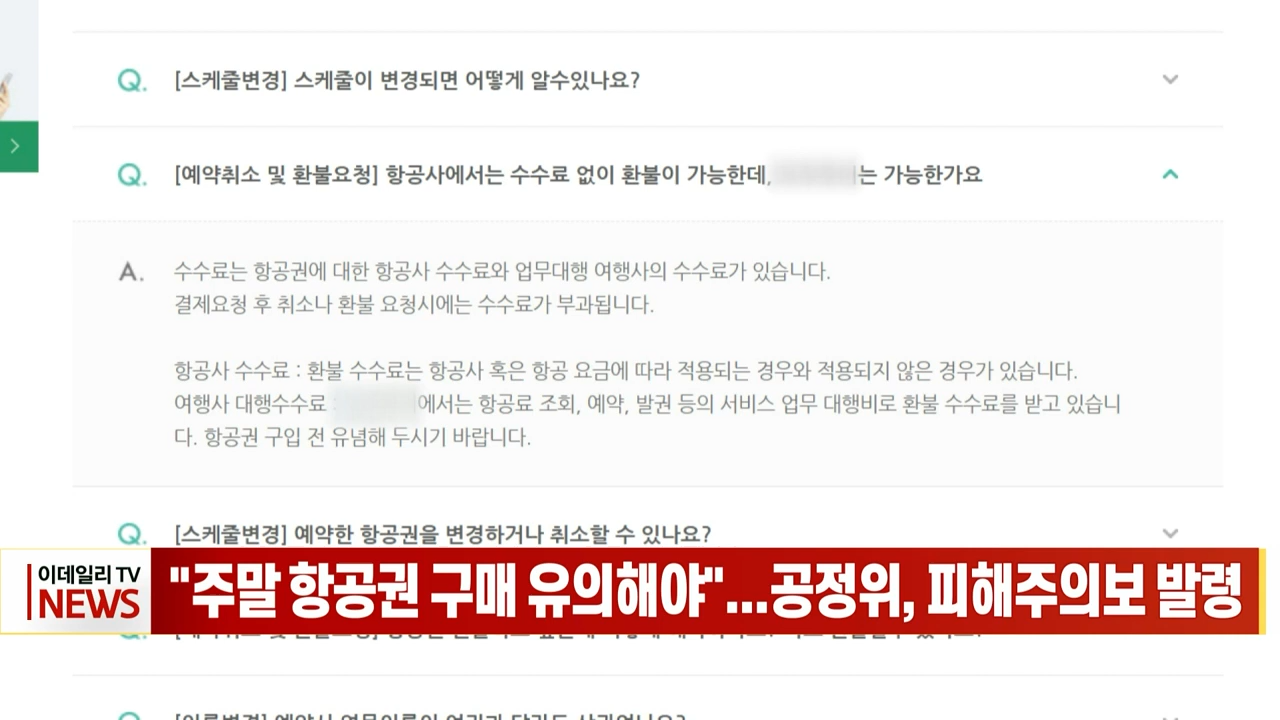 Q. [스케줄변경] 스케줄이 변경되면 어떻게 알수있나요?
Q. [예약취소 및 환불요청] 항공사에서는 수수료 없이 환불이 가능한데, 는 가능한가요
A. 수수료는 항공권에 대한 항공사 수수료와 업무대행 여행사의 수수료가 있습니다.
결제요청 후 취소나 환불 요청시에는 수수료가 부과됩니다.
항공사 수수료 : 환불 수수료는 항공사 혹은 항공 요금에 따라 적용되는 경우와 적용되지 않은 경우가 있습니다.
여행사 대행수수료 에서는 항공료 조회, 예약, 발권 등의 서비스 업무 대행비로 환불 수수료를 받고 있습니
다. 항공권 구입 전 유념해 두시기 바랍니다.
Q. [스케줄변경] 예약한 항공권을 변경하거나 취소할 수 있나요?
이데일리 TV
NEWS
"주말 항공권 구매 유의해야"...공정위, 피해주의보 발령